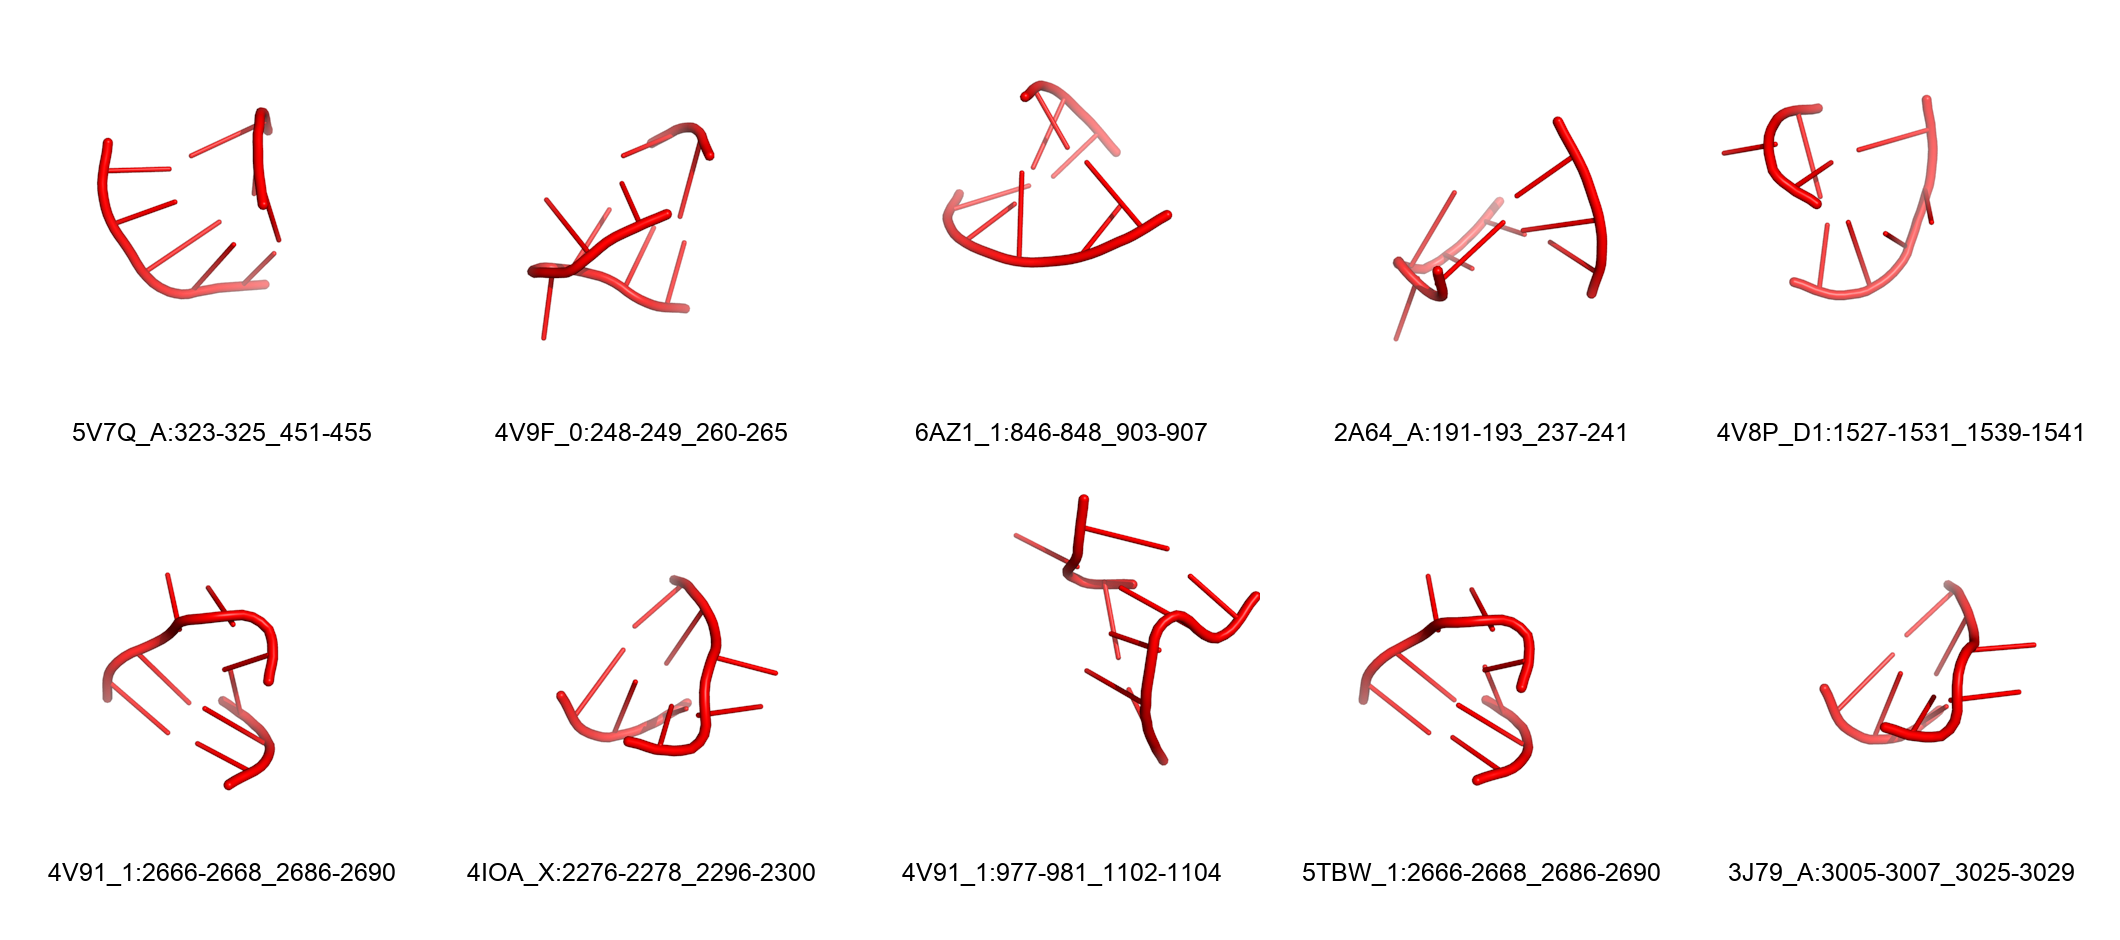 5V7Q_A:323-325_451-455
4V9F_0:248-249_260-265
6AZ1_1:846-848_903-907
2A64_A:191-193_237-241
4V8P_D1:1527-1531_1539-1541
4V91_1:2666-2668_2686-2690
4IOA_X:2276-2278_2296-2300
4V91_1:977-981_1102-1104
5TBW_1:2666-2668_2686-2690
3J79_A:3005-3007_3025-3029